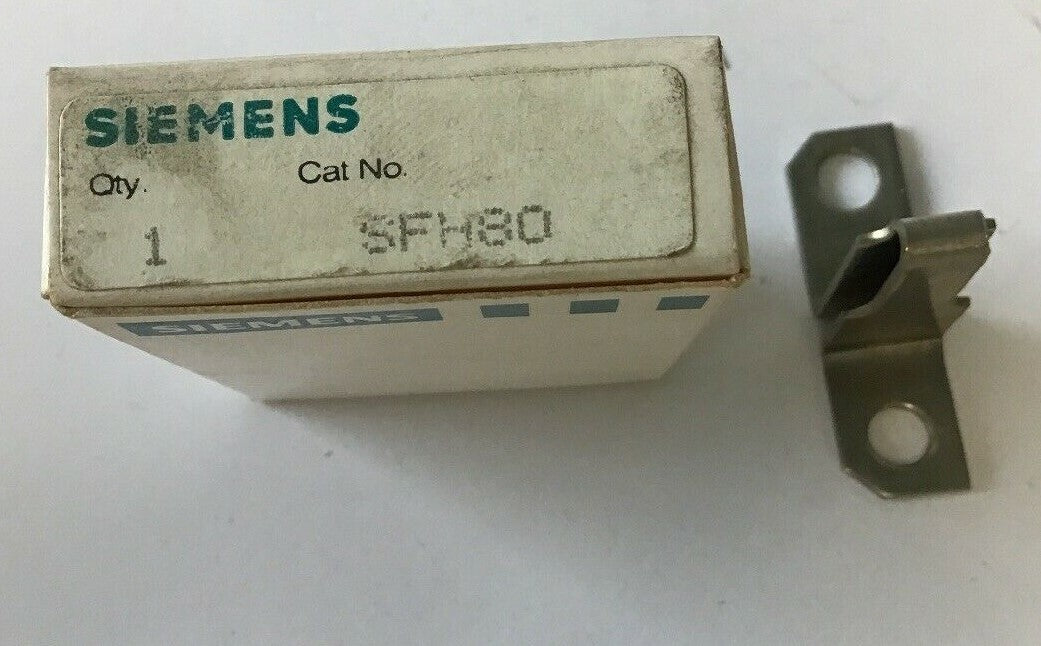 SIEMENS
Qty. Cat No.
1 SFH80
SIEMENS